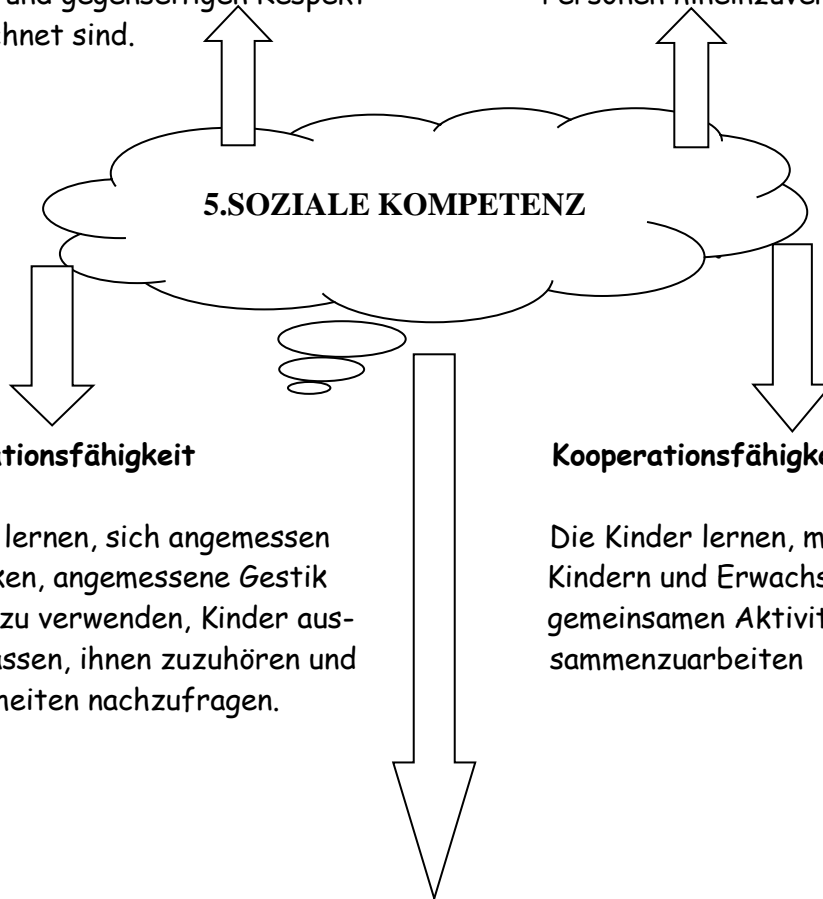 und gegenseitigen Respekt
hnet sind.
Personen hineinzuver
5.SOZIALE KOMPETENZ
ationsfähigkeit
lernen, sich angemessen
ken, angemessene Gestik
zu verwenden, Kinder aus-
assen, ihnen zuzuhören und
heiten nachzufragen.
Kooperationsfähigke
Die Kinder lernen, m
Kindern und Erwachs
gemeinsamen Aktivit
sammenzuarbeiten